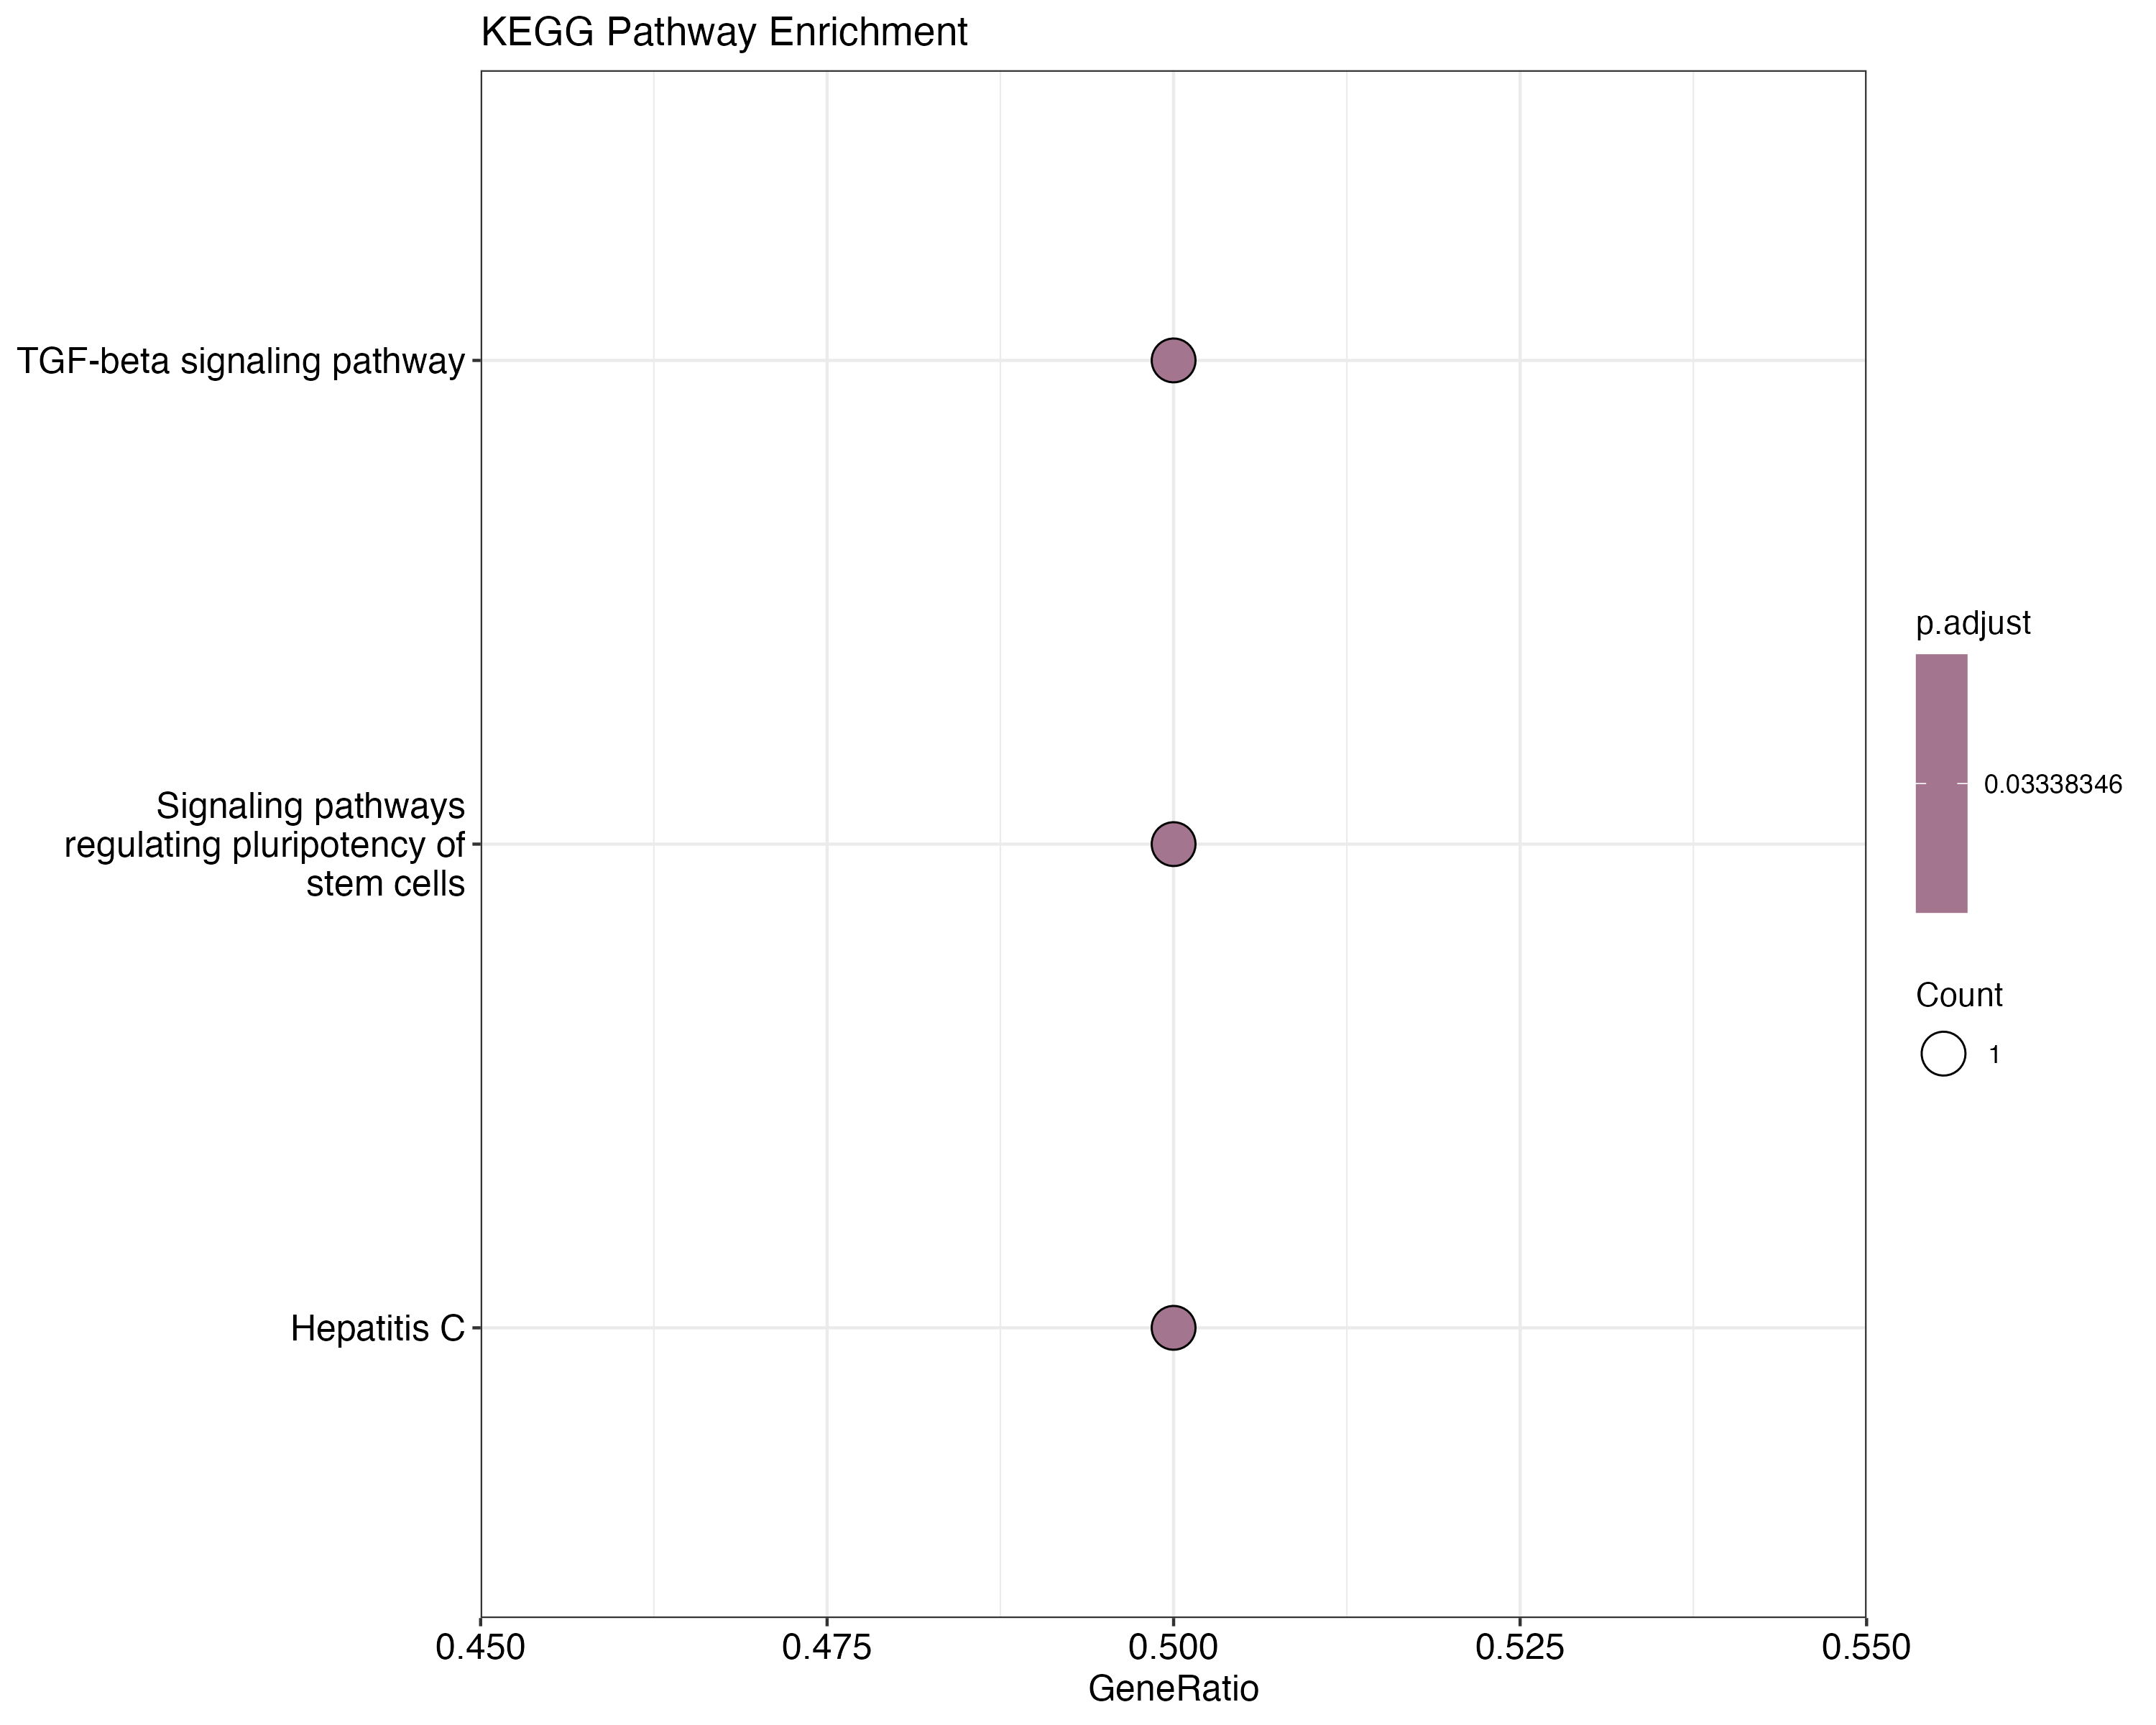 KEGG Pathway Enrichment
TGF-beta signaling pathway
Signaling pathways
regulating pluripotency of
stem cells
Hepatitis C
0.450
0.475
0.500
0.525
0.550
GeneRatio
p.adjust
0.03338346
Count
1